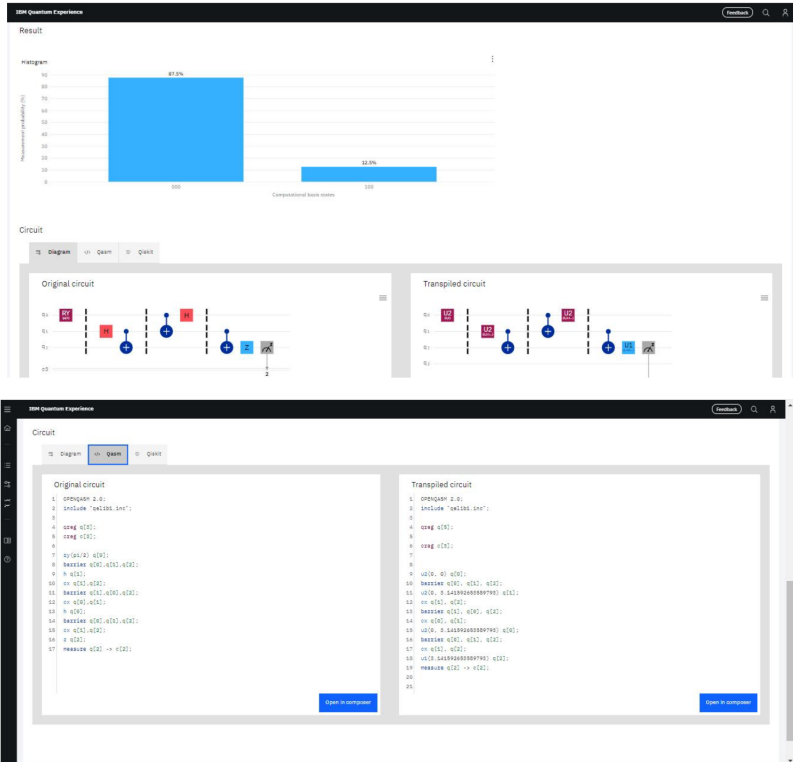 IBM Quantum Experience
Feedback
Result
Histogram
Measurement probability (%)
90
80
70
60
50
40
30
20
10
0
87.5%
12.5%
000
100
Computational basis states
Circuit
Diagram </> Qasm Qiskit
Original circuit
Transpiled circuit
RY
H
H
Z
z
c3
2
U2
U2
U2
U1
z
IBM Quantum Experience
Feedback
Circuit
Diagram </> Qasm Qiskit
Original circuit
1 OPENQASM 2.0;
2 include "qelib1.inc";
3
4 qreg q[3];
5 creg c[3];
6
7 ry(pi/2) q[0];
8 barrier q[0],q[1],q[2];
9 h q[1];
10 cx q[1],q[2];
11 barrier q[1],q[0],q[2];
12 cx q[0],q[1];
13 h q[0];
14 barrier q[0],q[1],q[2];
15 cx q[1],q[2];
16 z q[2];
17 measure q[2] -> c[2];
Open in composer
Transpiled circuit
1 OPENQASM 2.0;
2 include "qelib1.inc";
3
4 qreg q[5];
5
6 creg c[3];
7
8
9 u2(0, 0) q[0];
10 barrier q[0], q[1], q[2];
11 u2(0, 3.141592653589793) q[1];
12 cx q[1], q[2];
13 barrier q[1], q[0], q[2];
14 cx q[0], q[1];
15 u2(0, 3.141592653589793) q[0];
16 barrier q[0], q[1], q[2];
17 cx q[1], q[2];
18 u1(3.141592653589793) q[2];
19 measure q[2] -> c[2];
20
21
Open in composer